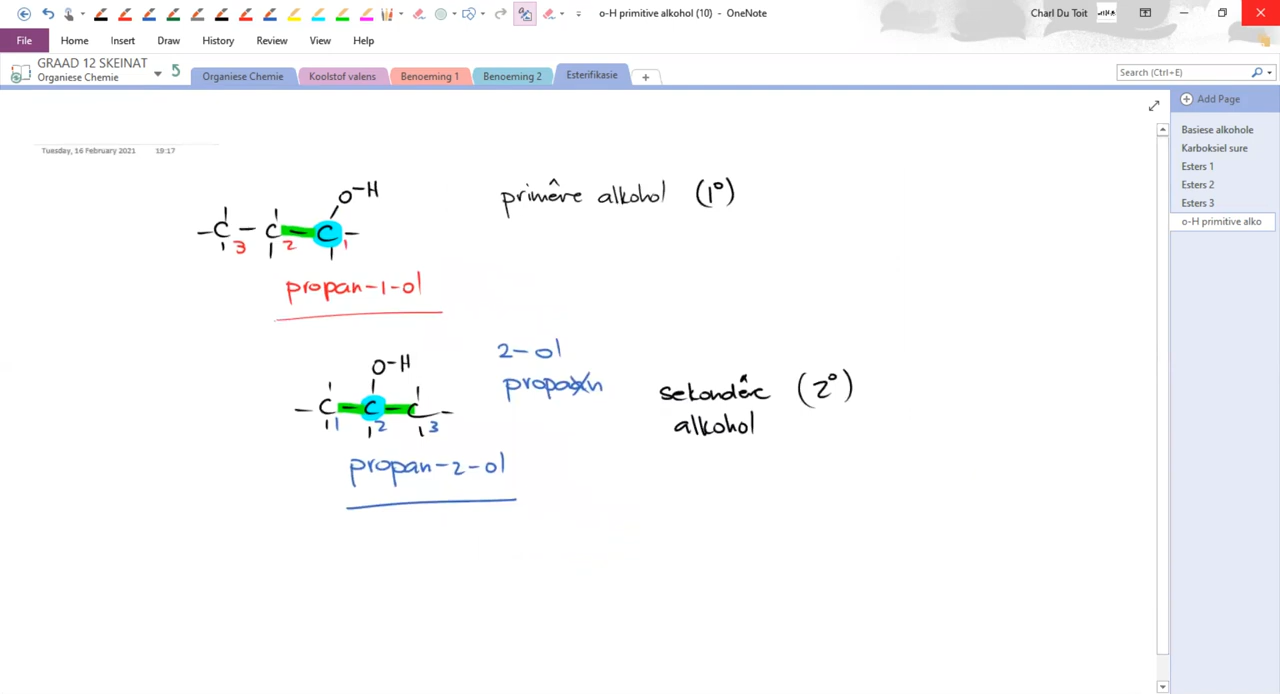 o-H primitive alkohol (10) - OneNote
Charl Du Toit
File Home Insert Draw History Review View Help
GRAAD 12 SKEINAT
Organiese Chemie
Organiese Chemie Koolstof valens Benoeming 1 Benoeming 2 Esterifikasie +
Search (Ctrl+E)
Add Page
Basiese alkohole
Karboksiel sure
Esters 1
Esters 2
Esters 3
o-H primitive alko
Tuesday, 16 February 2021 19:17
O-H
primêre alkohol (1°)
-C-C-C-
3 2 1
propan-1-ol
2-ol
O-H
propaan
sekondêre (2°)
alkohol
-C-C-C-
1 2 3
propan-2-ol